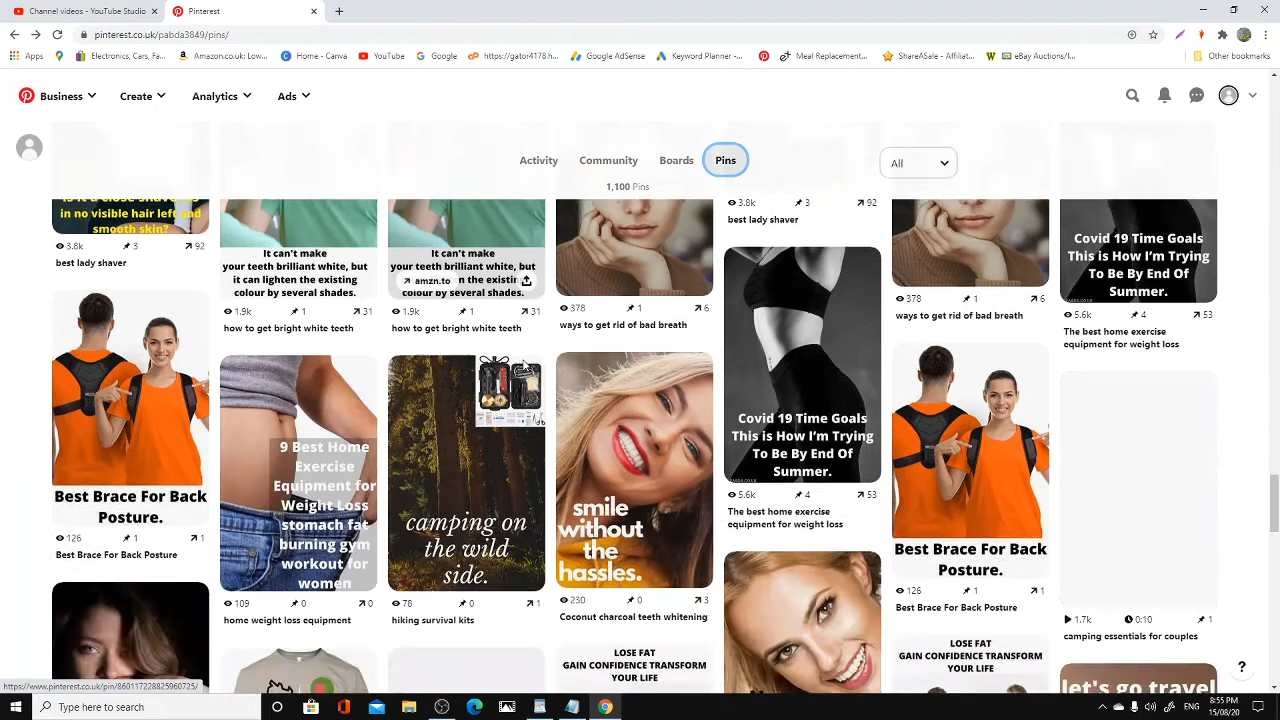 Channel videos - YouTube Studio
Pinterest
pinterest.co.uk/pabda3849/pins/
Apps
Bargains
Electrics, Cars, Fa...
Amazon.co.uk: Low...
Home - Canva
YouTube
Google
https://gator4178.h...
Google AdSense
Keyword Planner -...
Meal Replacement...
ShareASale - Affiliat...
eBay Auctions/I...
Other bookmarks
Business
Create
Analytics
Ads
Activity
Community
Boards
Pins
All
1,100 Pins
in no visible hair left and
smooth skin?
3.8k 3 92
best lady shaver
Best Brace For Back
Posture.
126 1 1
Best Brace For Back Posture
It can't make
your teeth brilliant white, but
it can lighten the existing
colour by several shades.
1.9k 1 31
how to get bright white teeth
9 Best Home
Exercise
Equipment for
Weight Loss
stomach fat
burning gym
workout for
women
109 0 0
home weight loss equipment
It can't make
your teeth brilliant white, but
amzn.to
the existing
colour by several shades.
1.9k 1 31
how to get bright white teeth
camping on
the wild
side.
78 0 1
hiking survival kits
378 1 6
ways to get rid of bad breath
smile
without
the
hassles.
230 0 3
Coconut charcoal teeth whitening
LOSE FAT
GAIN CONFIDENCE TRANSFORM
YOUR LIFE
3.8k 3 92
best lady shaver
Covid 19 Time Goals
This is How I'm Trying
To Be By End Of
Summer.
5.6k 4 53
The best home exercise
equipment for weight loss
378 1 6
ways to get rid of bad breath
Best Brace For Back
Posture.
126 1 1
Best Brace For Back Posture
LOSE FAT
GAIN CONFIDENCE TRANSFORM
YOUR LIFE
Covid 19 Time Goals
This is How I'm Trying
To Be By End Of
Summer.
5.6k 4 53
The best home exercise
equipment for weight loss
1.7k 0:10 1
camping essentials for couples
let's go travel
?
https://www.pinterest.co.uk/pin/860117228825960725/
Type here to search
ENG
8:55 PM
15/08/20